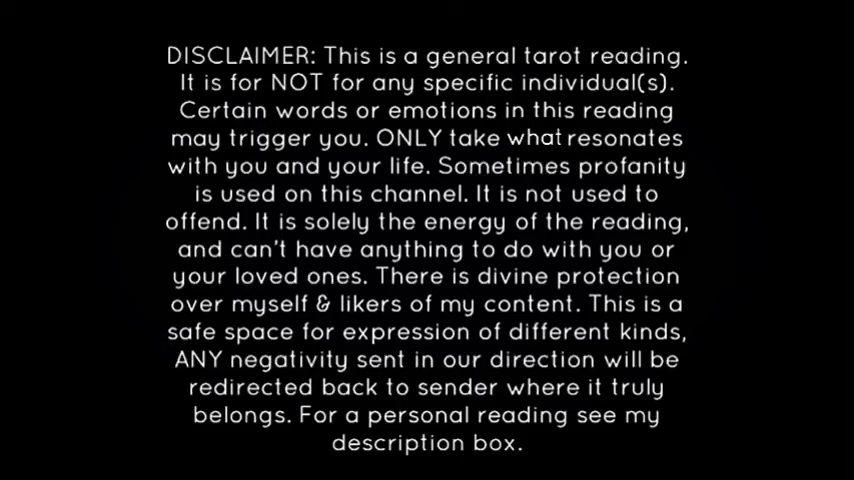 DISCLAIMER: This is a general tarot reading.
It is for NOT for any specific individual(s).
Certain words or emotions in this reading
may trigger you. ONLY take what resonates
with you and your life. Sometimes profanity
is used on this channel. It is not used to
offend. It is solely the energy of the reading,
and can't have anything to do with you or
your loved ones. There is divine protection
over myself & likers of my content. This is a
safe space for expression of different kinds,
ANY negativity sent in our direction will be
redirected back to sender where it truly
belongs. For a personal reading see my
description box.